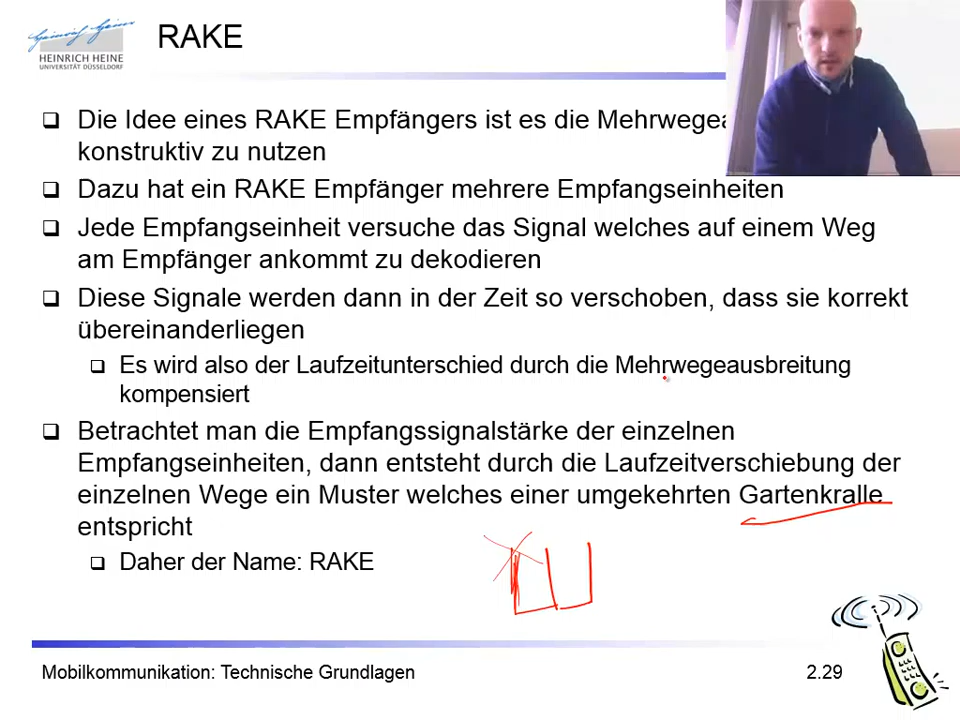 RAKE
Heinrich Heine
HEINRICH HEINE
UNIVERSITÄT DÜSSELDORF
Die Idee eines RAKE Empfängers ist es die
konstruktiv zu nutzen
Dazu hat ein RAKE Empfänger mehrere Empfangseinheiten
Jede Empfangseinheit versuche das Signal welches auf einem Weg
am Empfänger ankommt zu dekodieren
Diese Signale werden dann in der Zeit so verschoben, dass sie korrekt
übereinanderliegen
Es wird also der Laufzeitunterschied durch die Mehrwegeausbreitung
kompensiert
Betrachtet man die Empfangssignalstärke der einzelnen
Empfangseinheiten, dann entsteht durch die Laufzeitverschiebung der
einzelnen Wege ein Muster welches einer umgekehrten Gartenkralle
entspricht
Daher der Name: RAKE
Mobilkommunikation: Technische Grundlagen
2.29